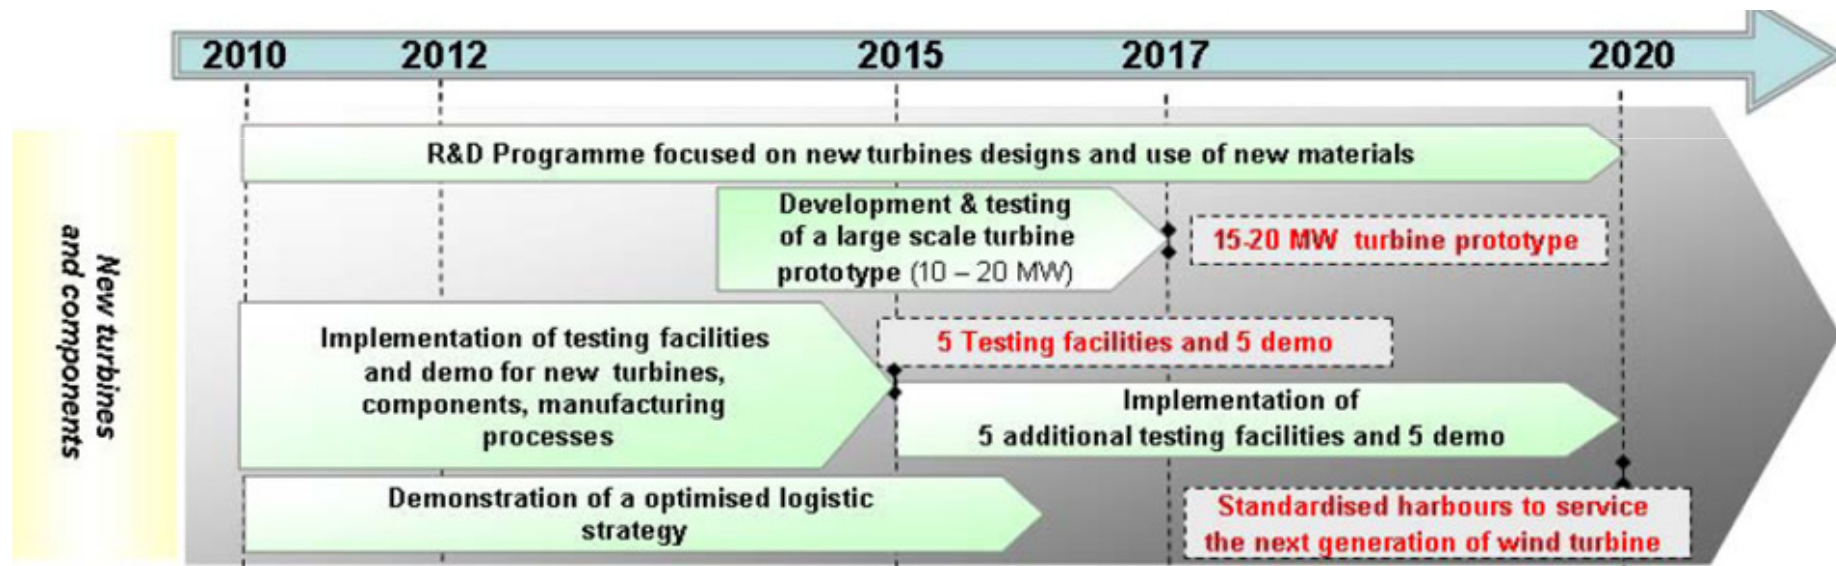 2010 2012 2015 2017 2020
New turbines
and components
R&D Programme focused on new turbines designs and use of new materials
Development & testing
of a large scale turbine
prototype (10 – 20 MW)
15-20 MW turbine prototype
Implementation of testing facilities
and demo for new turbines,
components, manufacturing
processes
5 Testing facilities and 5 demo
Implementation of
5 additional testing facilities and 5 demo
Demonstration of a optimised logistic
strategy
Standardised harbours to service
the next generation of wind turbine